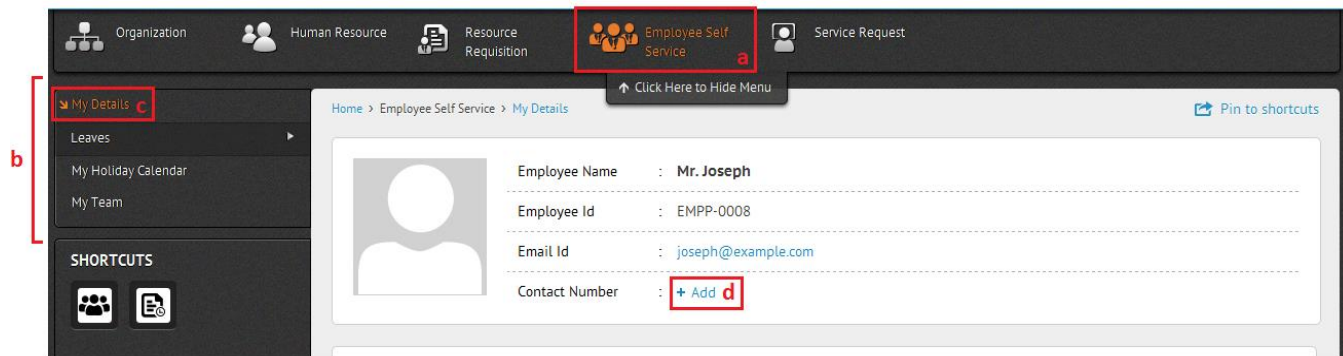 Organization
Human Resource
Resource
Requisition
Employee Self
Service
a
Service Request
↑ Click Here to Hide Menu
b
My Details c
Leaves
My Holiday Calendar
My Team
SHORTCUTS
Home > Employee Self Service > My Details
Pin to shortcuts
Employee Name : Mr. Joseph
Employee Id : EMPP-0008
Email Id : joseph@example.com
Contact Number : + Add d